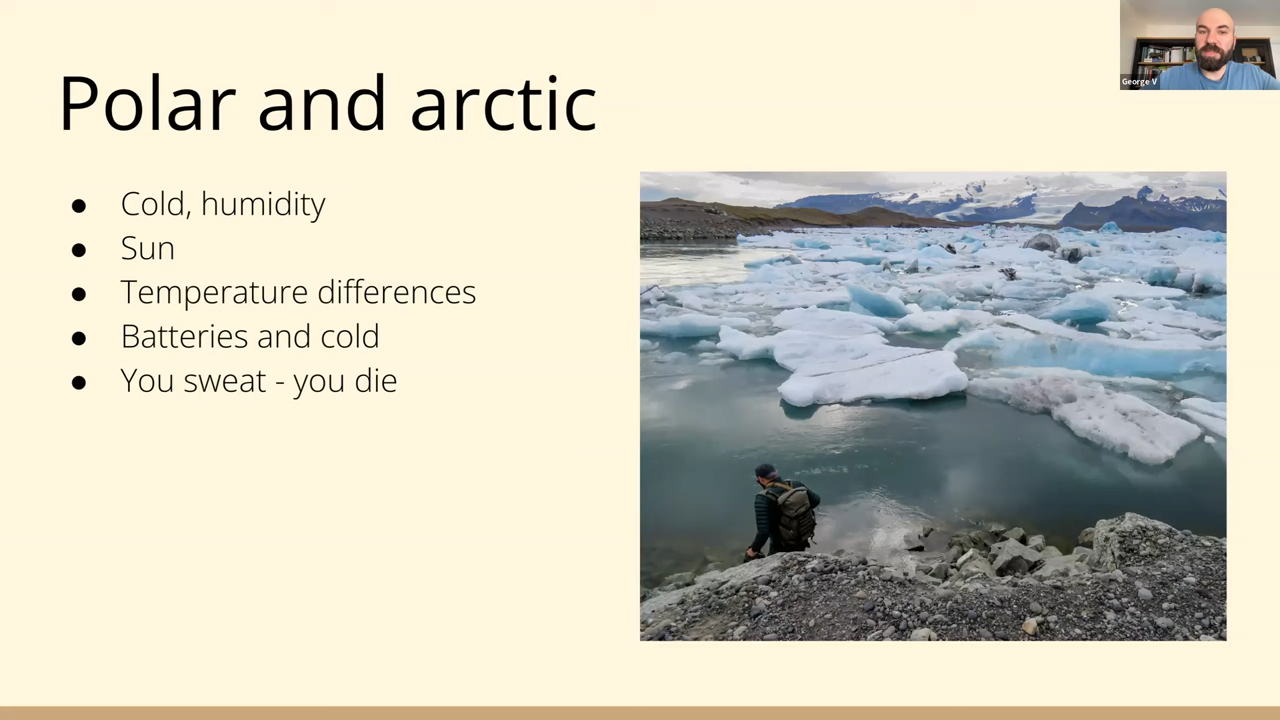 Polar and arctic
● Cold, humidity
● Sun
● Temperature differences
● Batteries and cold
● You sweat - you die
George V